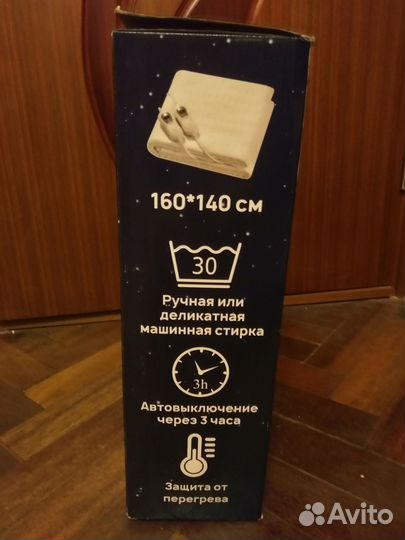 160*140 см
30
Ручная или
деликатная
машинная стирка
3h
Автовыключение
через 3 часа
Защита от
перегрева
Avito